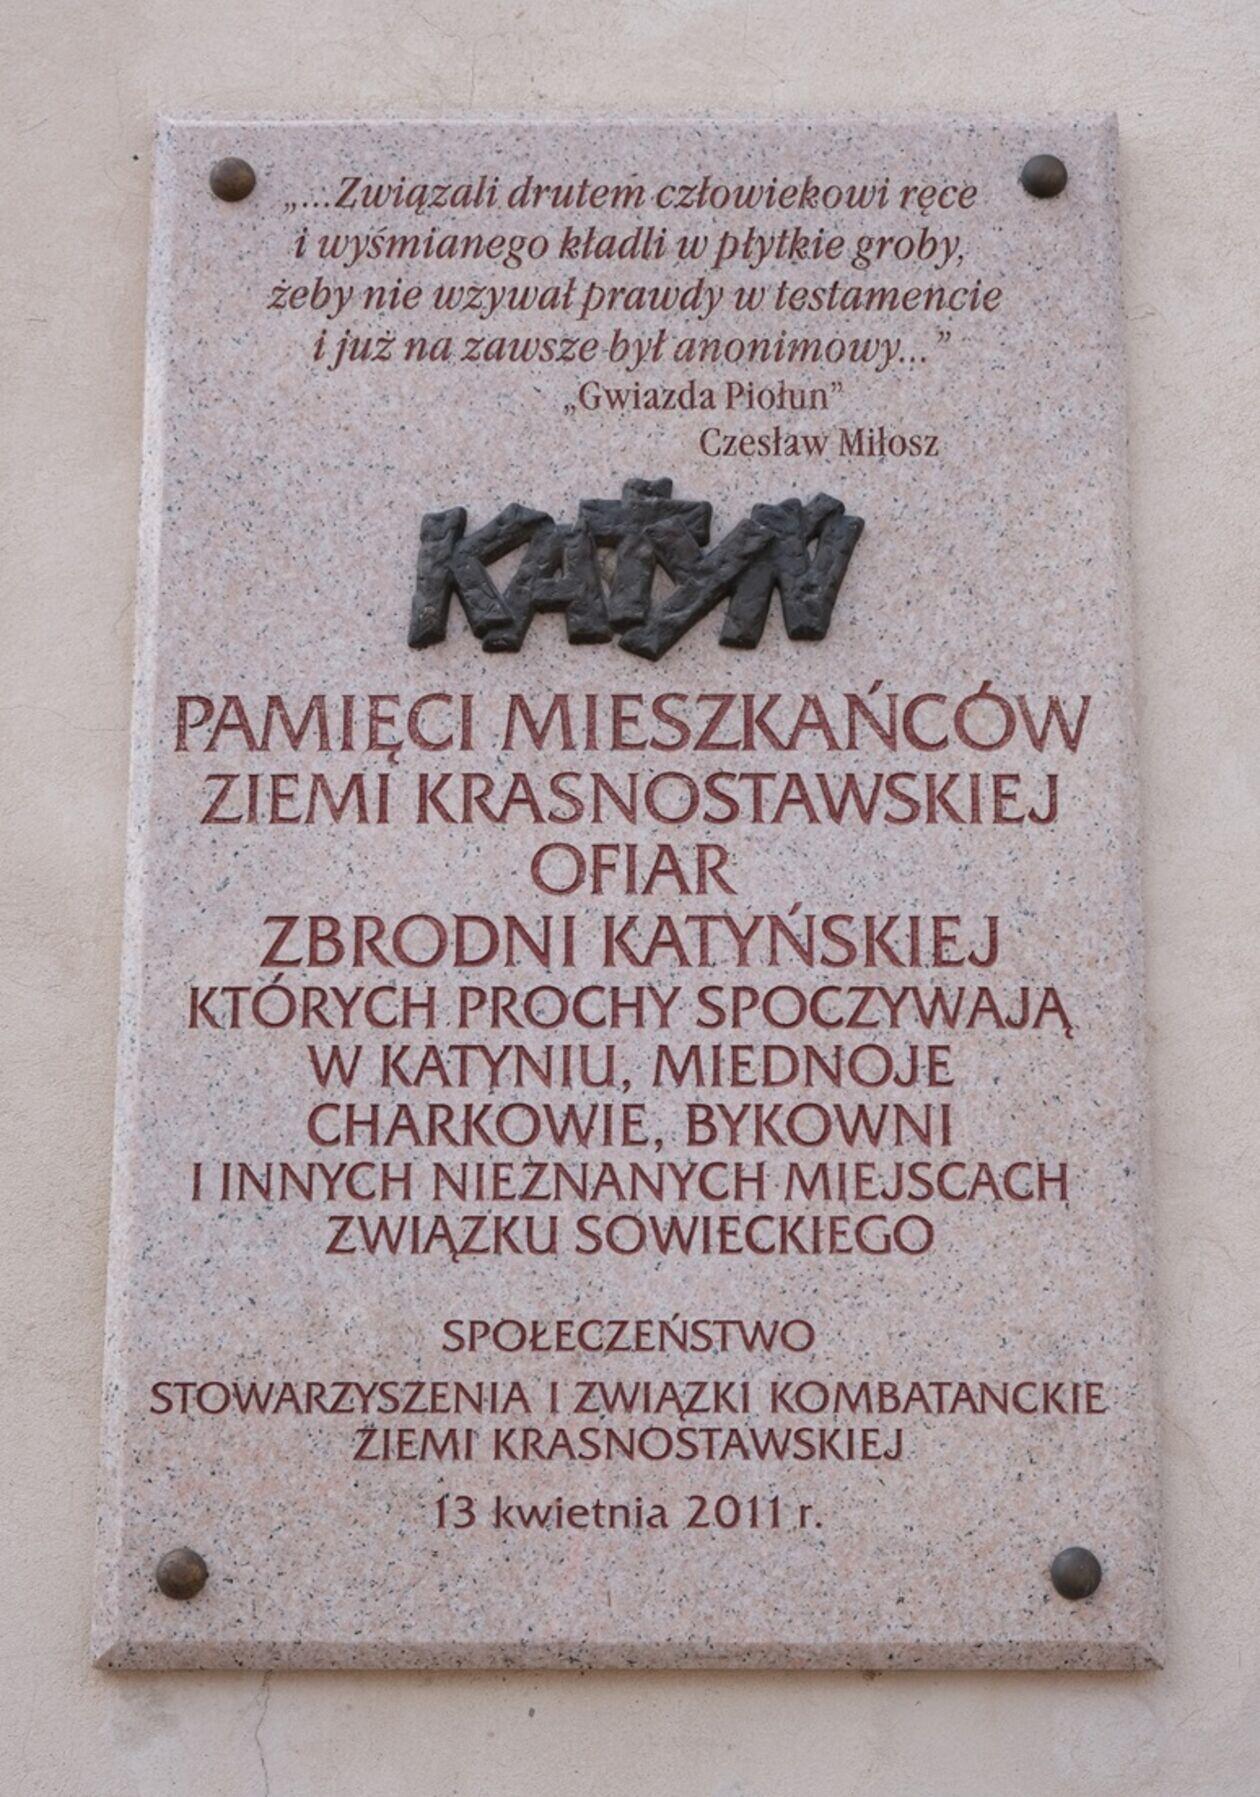 „...Związali drutem człowiekowi ręce
i wyśmianego kładli w płytkie groby,
żeby nie wzywał prawdy w testamencie
i już na zawsze był anonimowy...”
„Gwiazda Piołun”
Czesław Miłosz
KATYŃ
PAMIĘCI MIESZKAŃCÓW
ZIEMI KRASNOSTAWSKIEJ
OFIAR
ZBRODNI KATYŃSKIEJ
KTÓRYCH PROCHY SPOCZYWAJĄ
W KATYNIU, MIEDNOJE
CHARKOWIE, BYKOWNI
I INNYCH NIEZNANYCH MIEJSCACH
ZWIĄZKU SOWIECKIEGO
SPOŁECZEŃSTWO
STOWARZYSZENIA I ZWIĄZKI KOMBATANCKIE
ZIEMI KRASNOSTAWSKIEJ
13 kwietnia 2011 r.